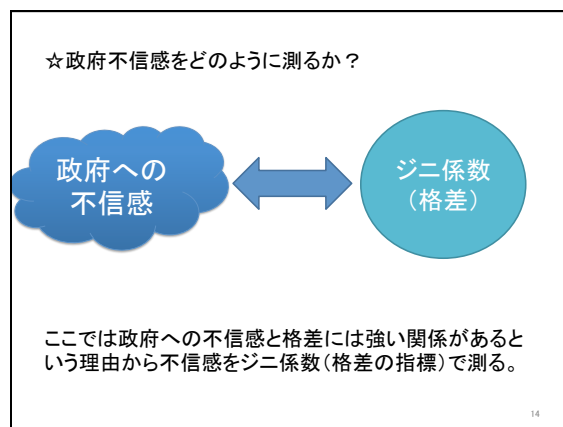 ☆政府不信感をどのように測るか？
政府への
不信感
ジニ係数
（格差）
ここでは政府への不信感と格差には強い関係があると
いう理由から不信感をジニ係数（格差の指標）で測る。
14